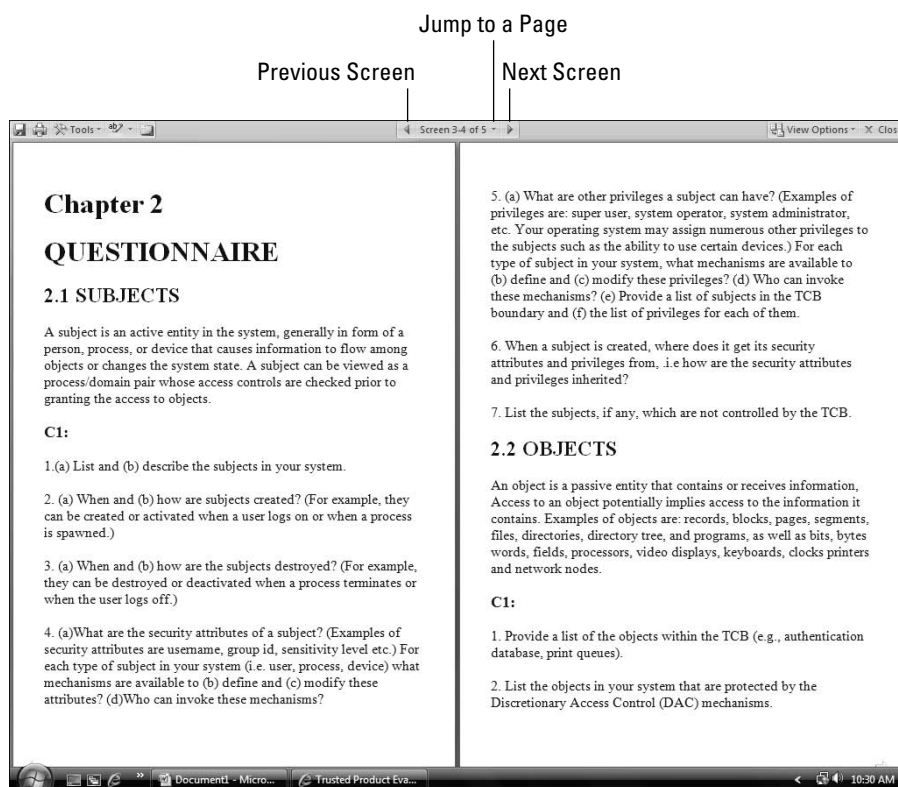 Jump to a Page
Previous Screen
Next Screen
Tools
Screen 3-4 of 5
View Options
X Clos
Chapter 2
QUESTIONNAIRE
2.1 SUBJECTS
A subject is an active entity in the system, generally in form of a
person, process, or device that causes information to flow among
objects or changes the system state. A subject can be viewed as a
process/domain pair whose access controls are checked prior to
granting the access to objects.
C1:
1.(a) List and (b) describe the subjects in your system.
2. (a) When and (b) how are subjects created? (For example, they
can be created or activated when a user logs on or when a process
is spawned.)
3. (a) When and (b) how are the subjects destroyed? (For example,
they can be destroyed or deactivated when a process terminates or
when the user logs off.)
4. (a)What are the security attributes of a subject? (Examples of
security attributes are username, group id, sensitivity level etc.) For
each type of subject in your system (i.e. user, process, device) what
mechanisms are available to (b) define and (c) modify these
attributes? (d)Who can invoke these mechanisms?
5. (a) What are other privileges a subject can have? (Examples of
privileges are: super user, system operator, system administrator,
etc. Your operating system may assign numerous other privileges to
the subjects such as the ability to use certain devices.) For each
type of subject in your system, what mechanisms are available to
(b) define and (c) modify these privileges? (d) Who can invoke
these mechanisms? (e) Provide a list of subjects in the TCB
boundary and (f) the list of privileges for each of them.
6. When a subject is created, where does it get its security
attributes and privileges from, .i.e how are the security attributes
and privileges inherited?
7. List the subjects, if any, which are not controlled by the TCB.
2.2 OBJECTS
An object is a passive entity that contains or receives information,
Access to an object potentially implies access to the information it
contains. Examples of objects are: records, blocks, pages, segments,
files, directories, directory tree, and programs, as well as bits, bytes
words, fields, processors, video displays, keyboards, clocks printers
and network nodes.
C1:
1. Provide a list of the objects within the TCB (e.g., authentication
database, print queues).
2. List the objects in your system that are protected by the
Discretionary Access Control (DAC) mechanisms.
Document1 - Micro...
Trusted Product Eva...
10:30 AM